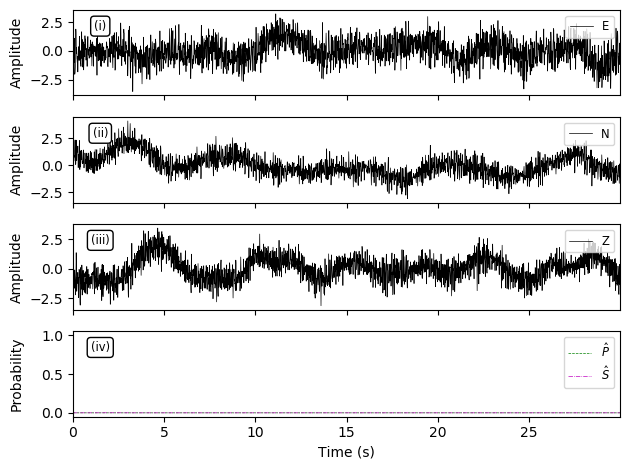 (i)
E
Amplitude
2.5
0.0
−2.5
(ii)
N
Amplitude
2.5
0.0
−2.5
(iii)
Z
Amplitude
2.5
0.0
−2.5
(iv)
P̂
Ŝ
Probability
1.0
0.5
0.0
0 5 10 15 20 25
Time (s)